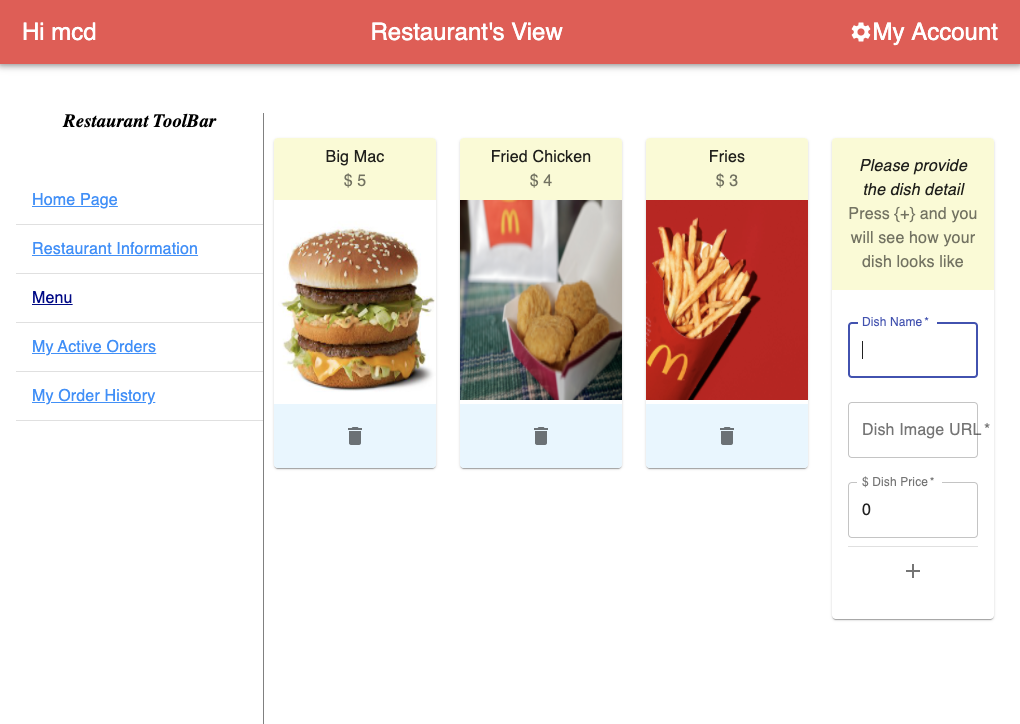 Hi mcd
Restaurant's View
My Account
Restaurant ToolBar
Home Page
Restaurant Information
Menu
My Active Orders
My Order History
Big Mac
$ 5
Fried Chicken
$ 4
Fries
$ 3
Please provide
the dish detail
Press {+} and you
will see how your
dish looks like
Dish Name *
Dish Image URL *
$ Dish Price *
0
+